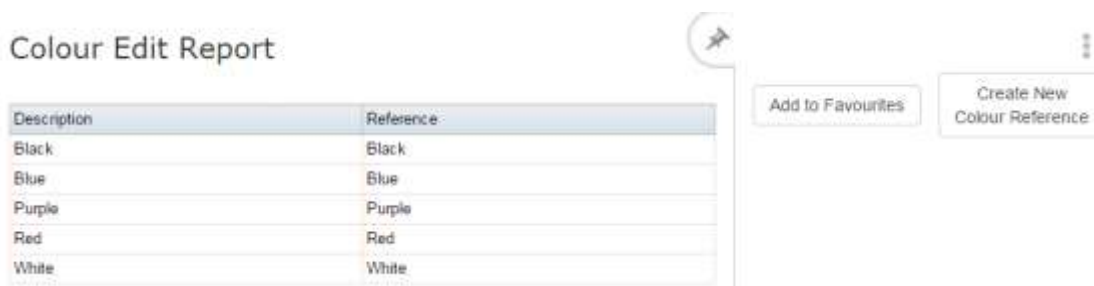 Colour Edit Report
Description Reference
Black Black
Blue Blue
Purple Purple
Red Red
White White
Add to Favourites
Create New
Colour Reference